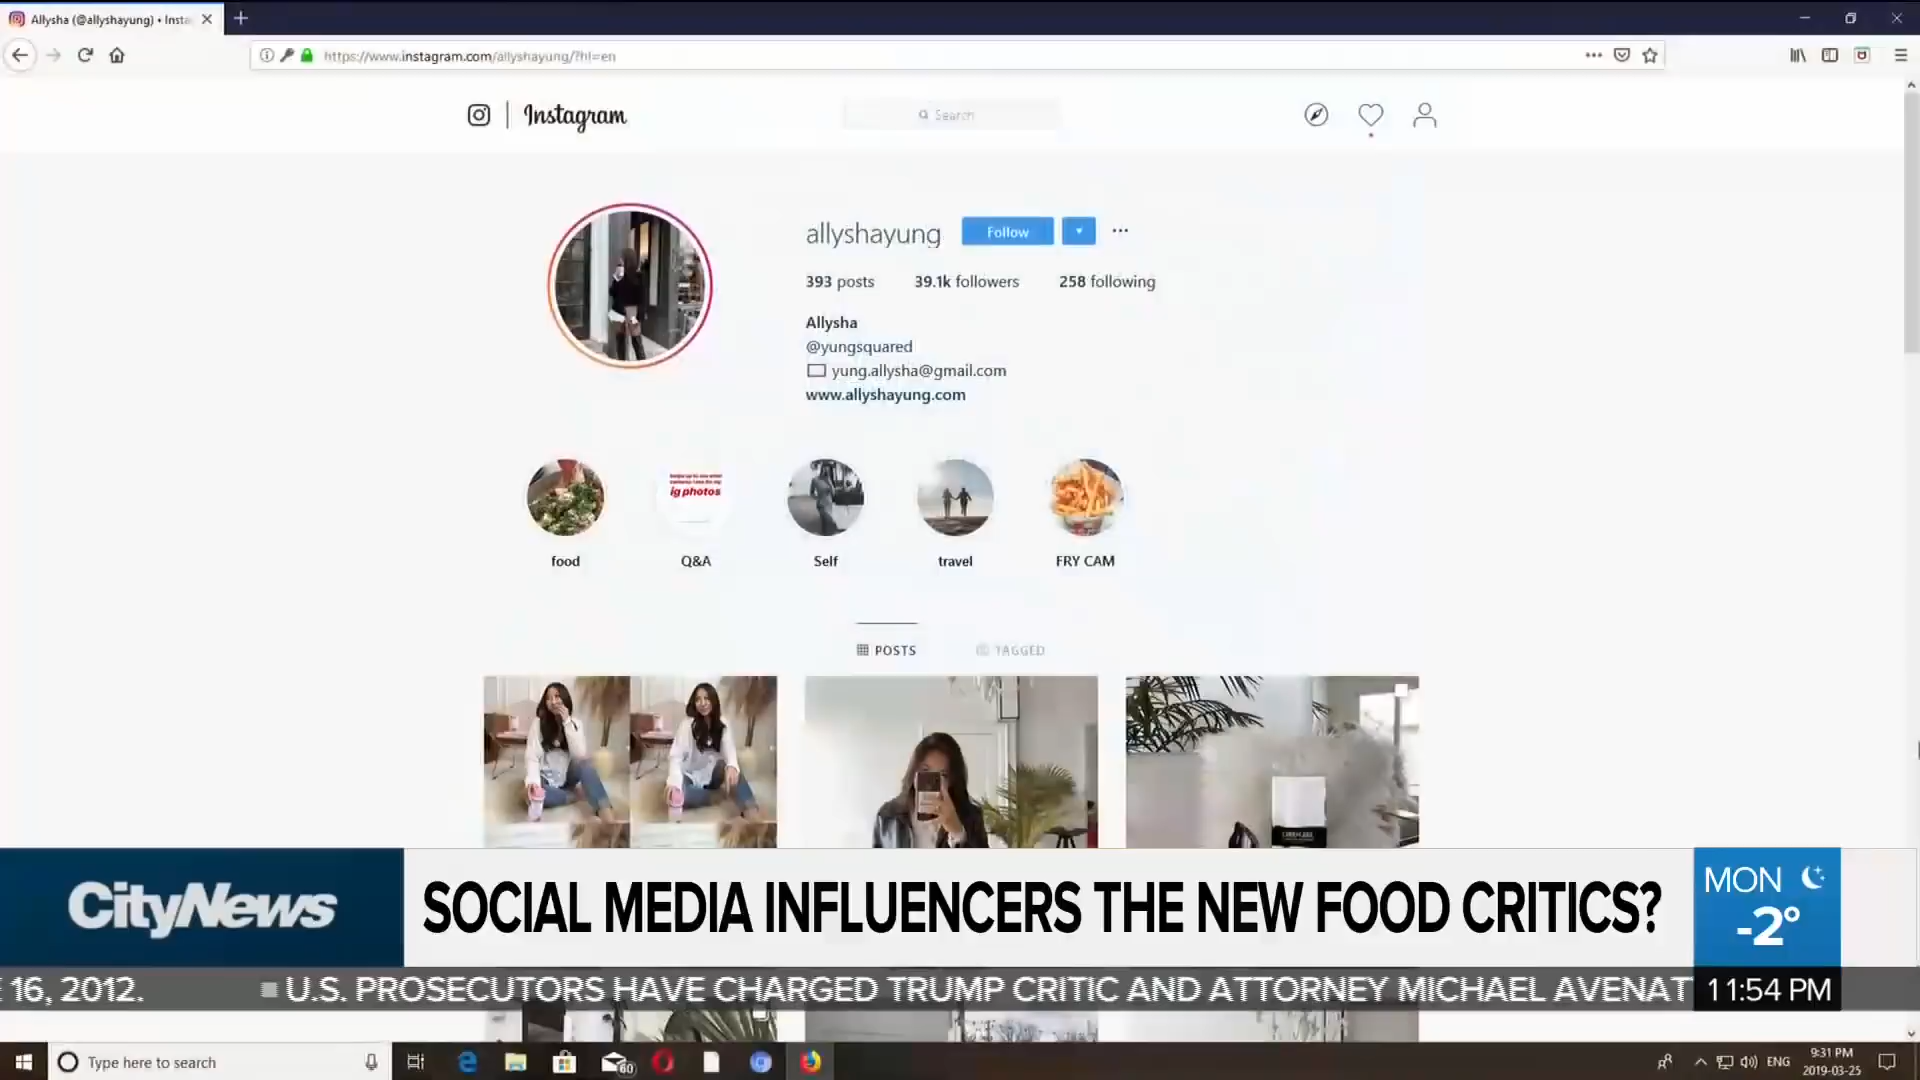 Allysha (@allyshayung) • Insta
https://www.instagram.com/allyshayung/?hl=en
Instagram
Search
allyshayung
Follow
393 posts
39.1k followers
258 following
Allysha
@yungsquared
yung.allysha@gmail.com
www.allyshayung.com
ig photos
food
Q&A
Self
travel
FRY CAM
POSTS
TAGGED
CityNews
SOCIAL MEDIA INFLUENCERS THE NEW FOOD CRITICS?
MON
-2°
16, 2012.
U.S. PROSECUTORS HAVE CHARGED TRUMP CRITIC AND ATTORNEY MICHAEL AVENAT
11:54 PM
Type here to search
60
ENG
9:31 PM
2019-03-25